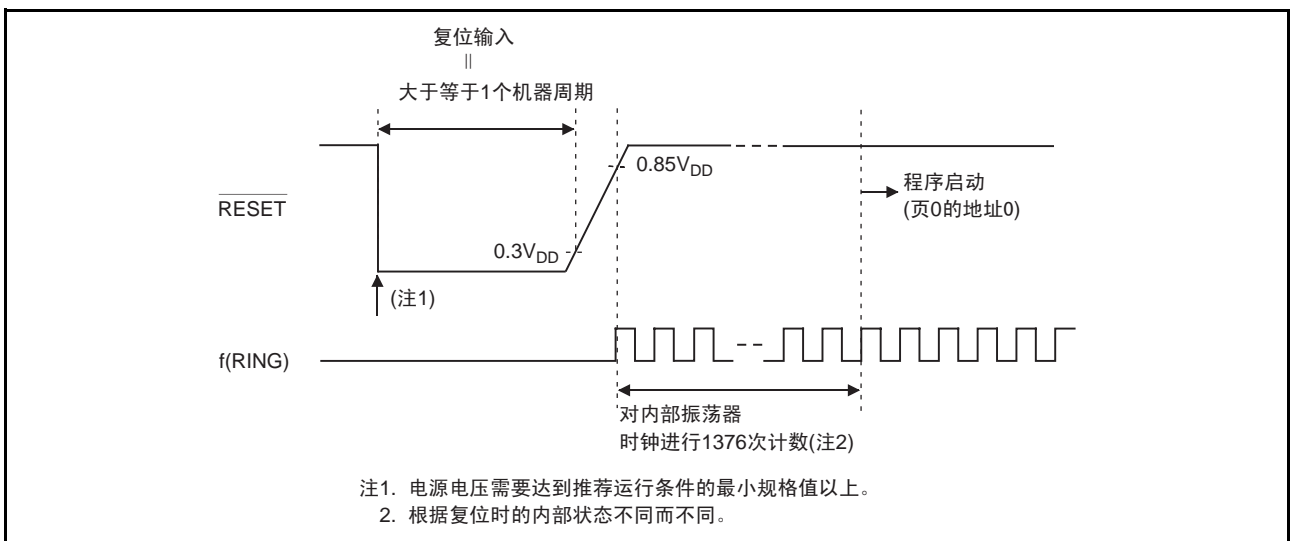 复位输入
||
大于等于1个机器周期
0.85VDD
程序启动
(页0的地址0)
RESET
0.3VDD
(注1)
f(RING)
对内部振荡器
时钟进行1376次计数(注2)
注1. 电源电压需要达到推荐运行条件的最小规格值以上。
2. 根据复位时的内部状态不同而不同。